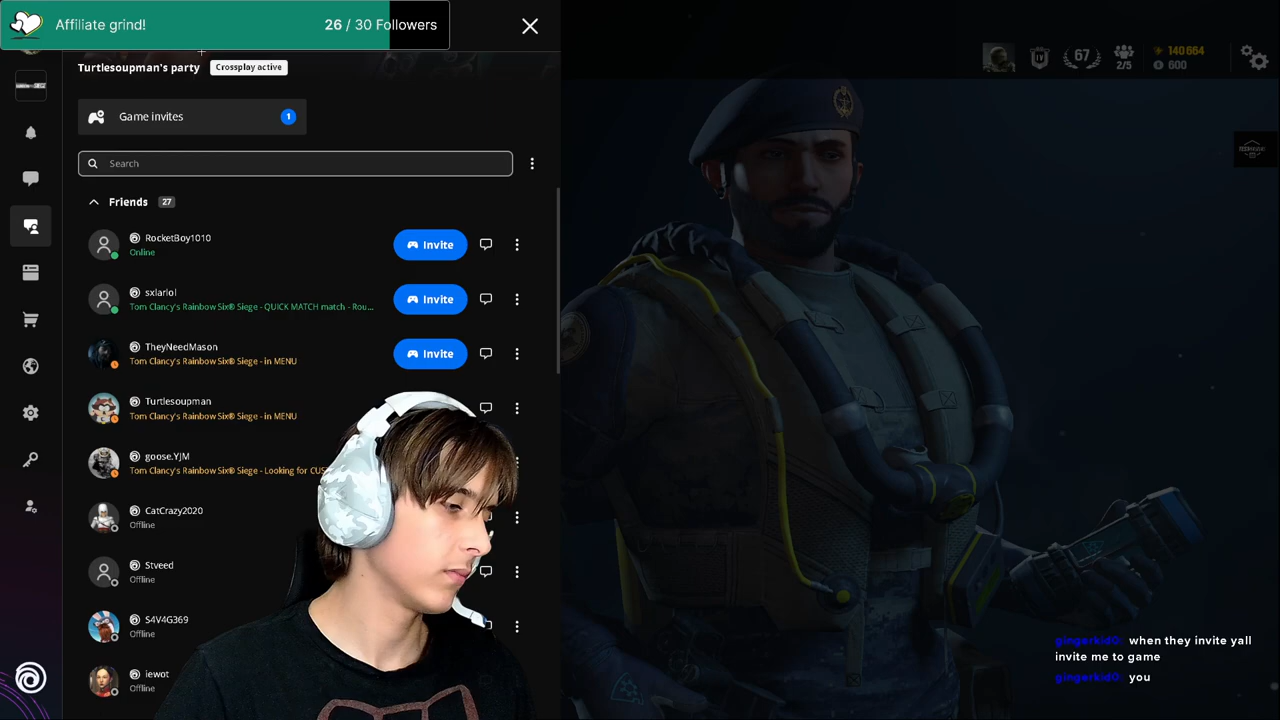 Affiliate grind!
26 / 30 Followers
Turtlesoupman's party
Crossplay active
67
2/5
140 664
600
Game invites
1
Search
Friends 27
RocketBoy1010
Online
Invite
sxlarlol
Tom Clancy's Rainbow Six® Siege - QUICK MATCH match - Rou...
Invite
TheyNeedMason
Tom Clancy's Rainbow Six® Siege - in MENU
Invite
Turtlesoupman
Tom Clancy's Rainbow Six® Siege - in MENU
goose.YJM
Tom Clancy's Rainbow Six® Siege - Looking for CUS
CatCrazy2020
Offline
Stveed
Offline
S4V4G369
Offline
iewot
Offline
gingerkid0: when they invite yall
invite me to game
gingerkid0: you